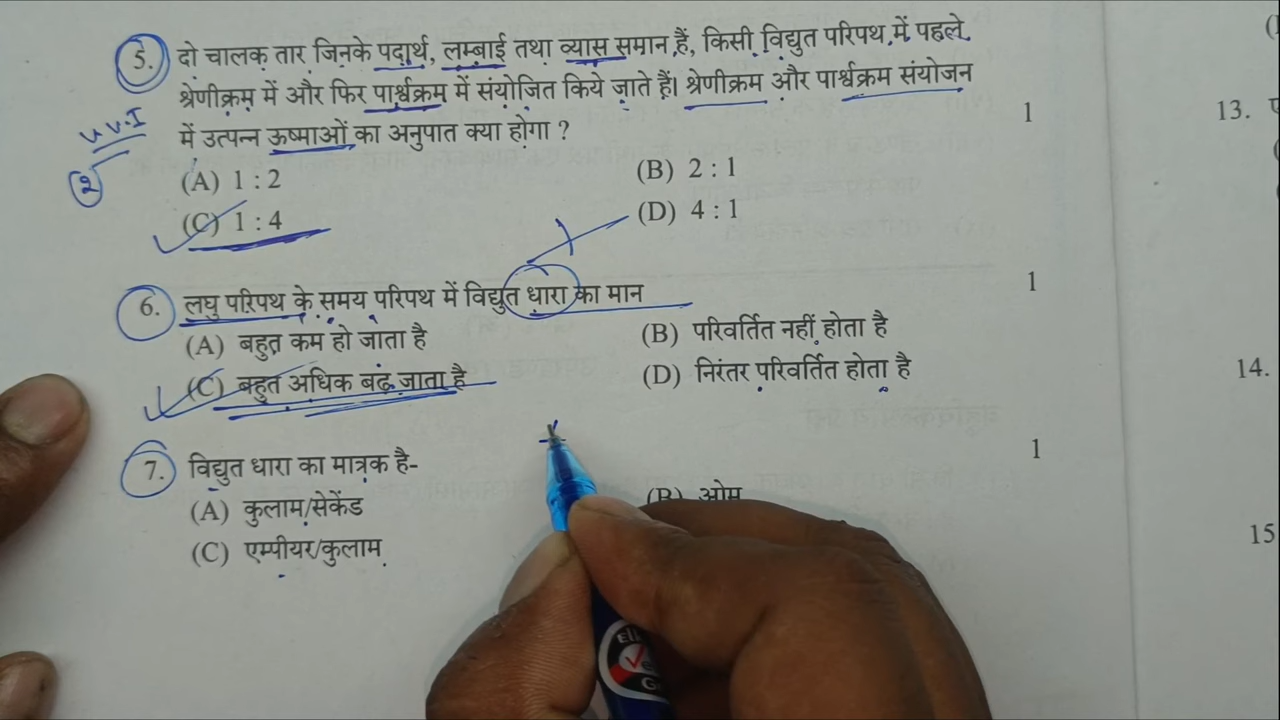 5. दो चालक तार जिनके पदार्थ, लम्बाई तथा व्यास समान हैं, किसी विद्युत परिपथ में पहले
श्रेणीक्रम में और फिर पार्श्वक्रम में संयोजित किये जाते हैं। श्रेणीक्रम और पार्श्वक्रम संयोजन
में उत्पन्न ऊष्माओं का अनुपात क्या होगा ? 1
V.V.I
2
(A) 1 : 2 (B) 2 : 1
(C) 1 : 4 (D) 4 : 1
6. लघु परिपथ के समय परिपथ में विद्युत धारा का मान 1
(A) बहुत कम हो जाता है (B) परिवर्तित नहीं होता है
(C) बहुत अधिक बढ़ जाता है (D) निरंतर परिवर्तित होता है
7. विद्युत धारा का मात्रक है- 1
(A) कुलाम/सेकेंड (B) ओम
(C) एम्पीयर/कुलाम
13.
14.
15